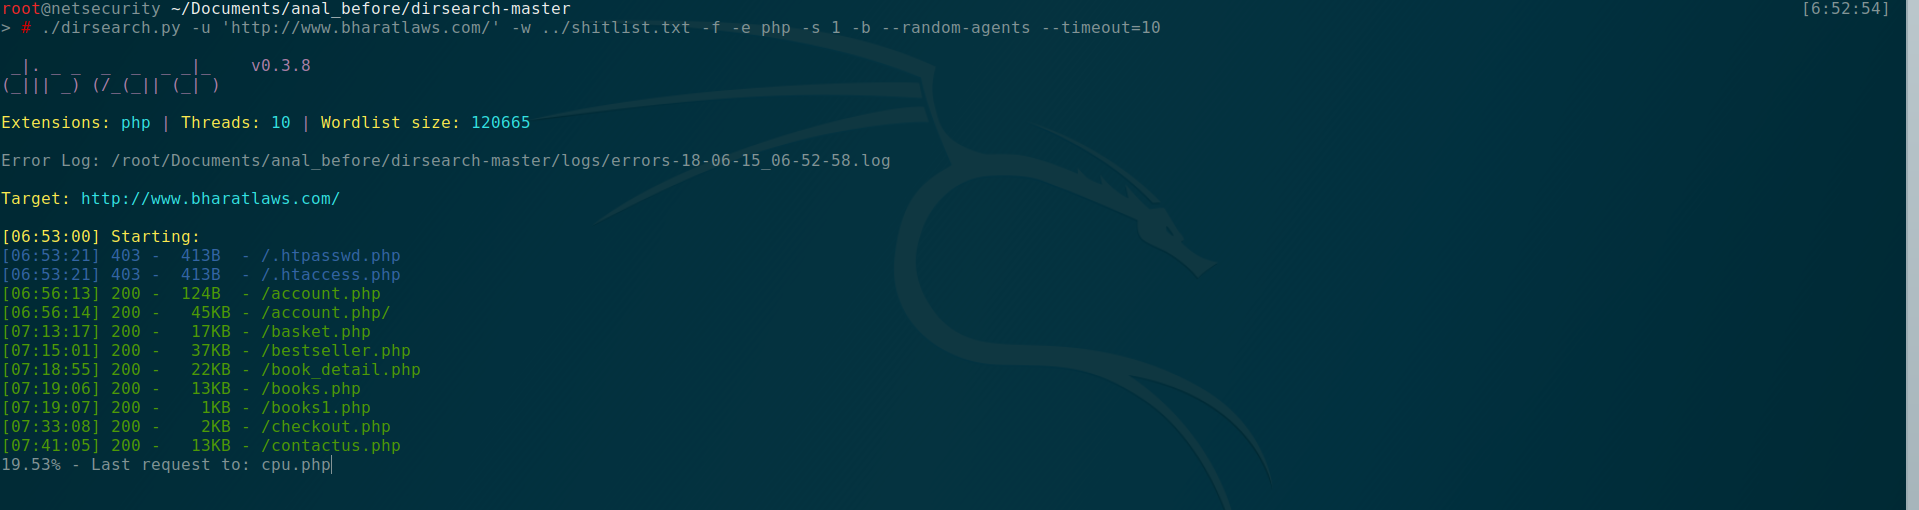 root@netsecurity ~/Documents/anal_before/dirsearch-master [6:52:54]
> # ./dirsearch.py -u 'http://www.bharatlaws.com/' -w ../shitlist.txt -f -e php -s 1 -b --random-agents --timeout=10
 _|. _ _  _  _  _ _|_    v0.3.8
(_||| _) (/_(_|| (_| )
Extensions: php | Threads: 10 | Wordlist size: 120665
Error Log: /root/Documents/anal_before/dirsearch-master/logs/errors-18-06-15_06-52-58.log
Target: http://www.bharatlaws.com/
[06:53:00] Starting:
[06:53:21] 403 -  413B  - /.htpasswd.php
[06:53:21] 403 -  413B  - /.htaccess.php
[06:56:13] 200 -  124B  - /account.php
[06:56:14] 200 -   45KB - /account.php/
[07:13:17] 200 -   17KB - /basket.php
[07:15:01] 200 -   37KB - /bestseller.php
[07:18:55] 200 -   22KB - /book_detail.php
[07:19:06] 200 -   13KB - /books.php
[07:19:07] 200 -    1KB - /books1.php
[07:33:08] 200 -    2KB - /checkout.php
[07:41:05] 200 -   13KB - /contactus.php
19.53% - Last request to: cpu.php